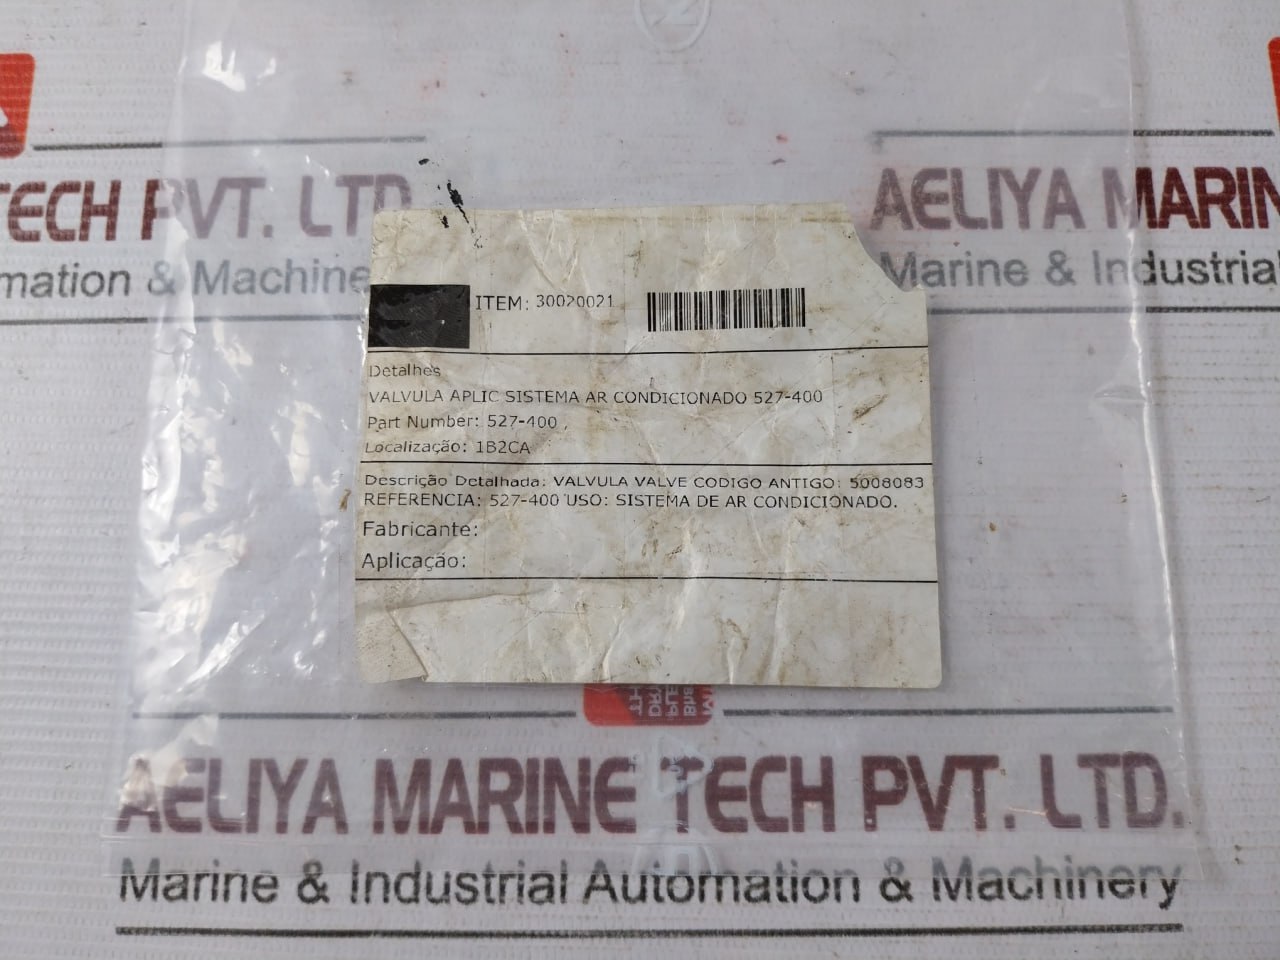 TECH PVT. LTD
mation & Machine
AELIYA MARIN
Marine & Industrial
ITEM: 30020021
Detalhes
VALVULA APLIC SISTEMA AR CONDICIONADO 527-400
Part Number: 527-400
Localização: 1B2CA
Descrição Detalhada: VALVULA VALVE CODIGO ANTIGO: 5008083
REFERENCIA: 527-400 USO: SISTEMA DE AR CONDICIONADO.
Fabricante:
Aplicação:
AELIYA MARINE TECH PVT. LTD.
Marine & Industrial Automation & Machinery